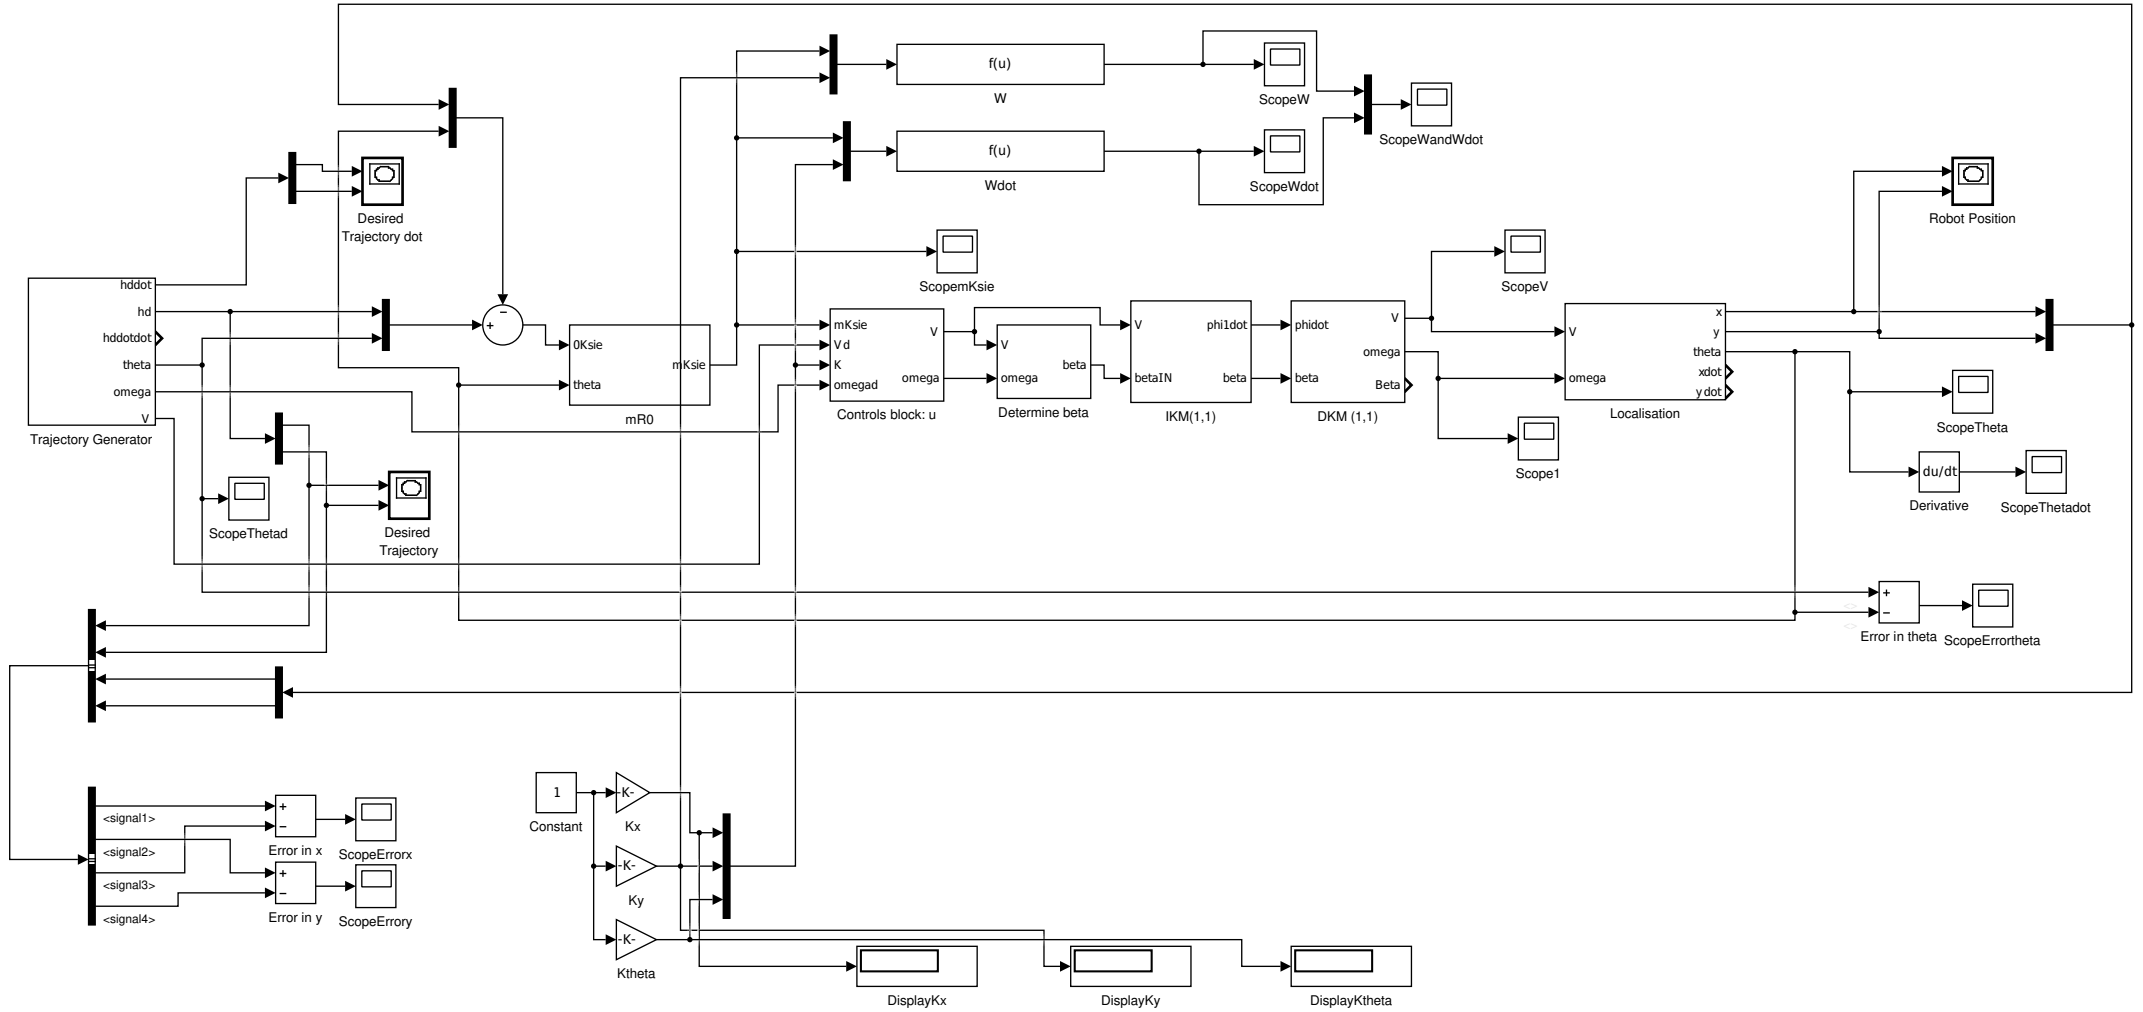 f(u)
W
ScopeW
ScopeWandWdot
f(u)
Wdot
ScopeWdot
Desired
Trajectory dot
Robot Position
ScopemKsie
ScopeV
hddot
hd
hddotdot
theta
omega
V
Trajectory Generator
−
+
0Ksie
theta
mKsie
mR0
mKsie
Vd
K
omegad
V
omega
Controls block: u
V
omega
beta
Determine beta
V
betaIN
phi1dot
beta
IKM(1,1)
phidot
beta
V
omega
Beta
DKM (1,1)
V
omega
x
y
theta
xdot
ydot
Localisation
ScopeTheta
Scope1
du/dt
Derivative
ScopeThetadot
ScopeThetad
Desired
Trajectory
+
−
Error in theta
ScopeErrortheta
<signal1>
<signal2>
<signal3>
<signal4>
+
−
Error in x
ScopeErrorx
+
−
Error in y
ScopeErrory
1
Constant
-K-
Kx
-K-
Ky
-K-
Ktheta
DisplayKx
DisplayKy
DisplayKtheta